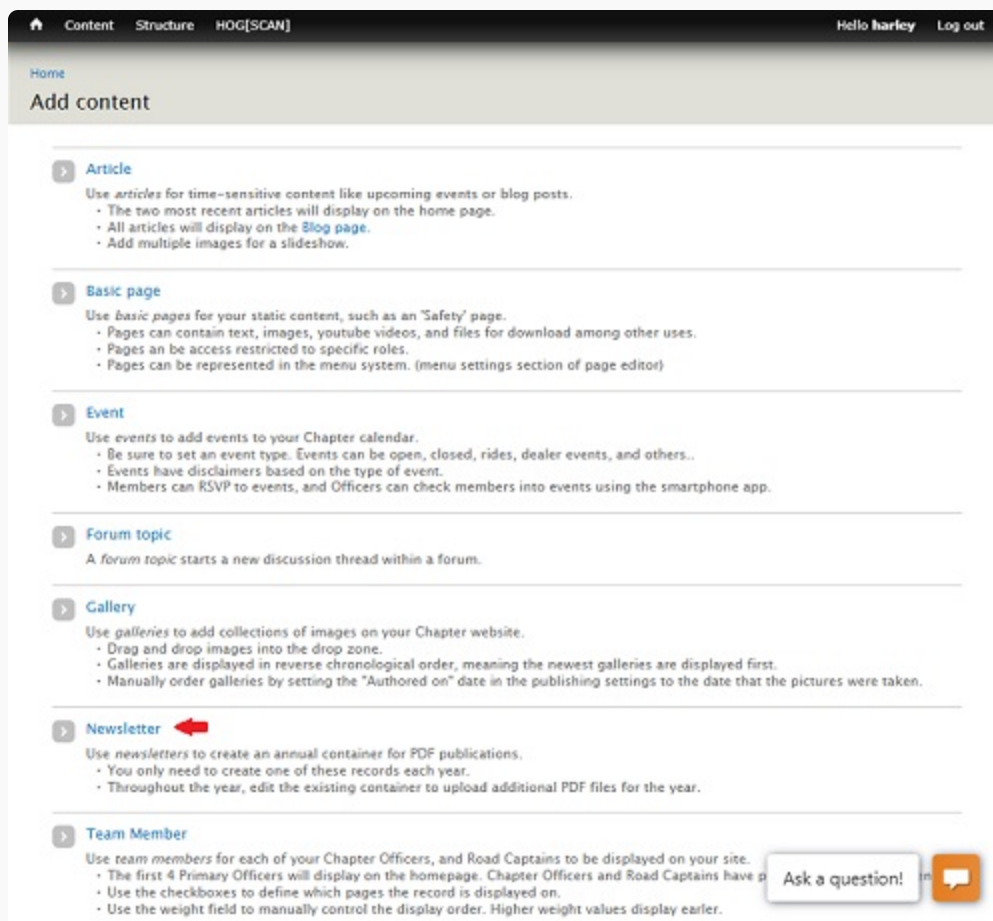 Content Structure HOG[SCAN] Hello harley Log out
Home
Add content
Article
Use articles for time-sensitive content like upcoming events or blog posts.
· The two most recent articles will display on the home page.
· All articles will display on the Blog page.
· Add multiple images for a slideshow.
Basic page
Use basic pages for your static content, such as an 'Safety' page.
· Pages can contain text, images, youtube videos, and files for download among other uses.
· Pages an be access restricted to specific roles.
· Pages can be represented in the menu system. (menu settings section of page editor)
Event
Use events to add events to your Chapter calendar.
· Be sure to set an event type. Events can be open, closed, rides, dealer events, and others..
· Events have disclaimers based on the type of event.
· Members can RSVP to events, and Officers can check members into events using the smartphone app.
Forum topic
A forum topic starts a new discussion thread within a forum.
Gallery
Use galleries to add collections of images on your Chapter website.
· Drag and drop images into the drop zone.
· Galleries are displayed in reverse chronological order, meaning the newest galleries are displayed first.
· Manually order galleries by setting the "Authored on" date in the publishing settings to the date that the pictures were taken.
Newsletter
Use newsletters to create an annual container for PDF publications.
· You only need to create one of these records each year.
· Throughout the year, edit the existing container to upload additional PDF files for the year.
Team Member
Use team members for each of your Chapter Officers, and Road Captains to be displayed on your site.
· The first 4 Primary Officers will display on the homepage. Chapter Officers and Road Captains have
· Use the checkboxes to define which pages the record is displayed on.
· Use the weight field to manually control the display order. Higher weight values display earler.
Ask a question!